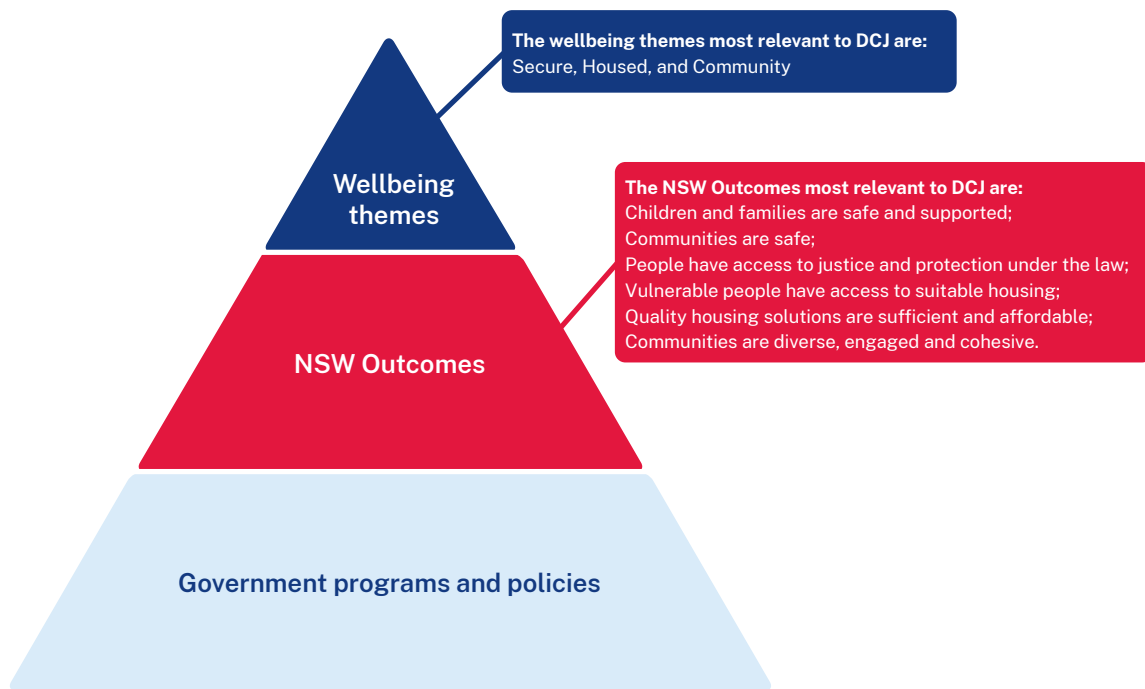 The wellbeing themes most relevant to DCJ are:
Secure, Housed, and Community
Wellbeing
themes
The NSW Outcomes most relevant to DCJ are:
Children and families are safe and supported;
Communities are safe;
People have access to justice and protection under the law;
Vulnerable people have access to suitable housing;
Quality housing solutions are sufficient and affordable;
Communities are diverse, engaged and cohesive.
NSW Outcomes
Government programs and policies